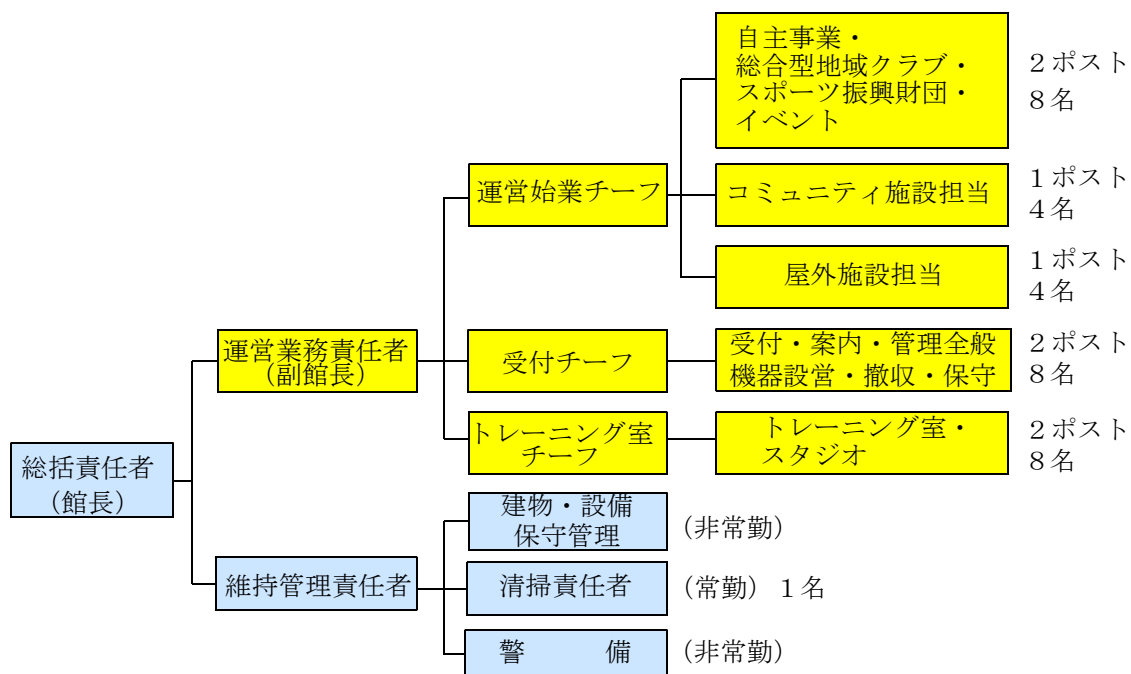 自主事業・
総合型地域クラブ・
スポーツ振興財団・
イベント
２ポスト
８名
運営始業チーフ
コミュニティ施設担当
１ポスト
４名
屋外施設担当
１ポスト
４名
運営業務責任者
（副館長）
受付チーフ
受付・案内・管理全般
機器設営・撤収・保守
２ポスト
８名
トレーニング室
チーフ
トレーニング室・
スタジオ
２ポスト
８名
総括責任者
（館長）
建物・設備
保守管理
（非常勤）
維持管理責任者
清掃責任者
（常勤）１名
警　　備
（非常勤）